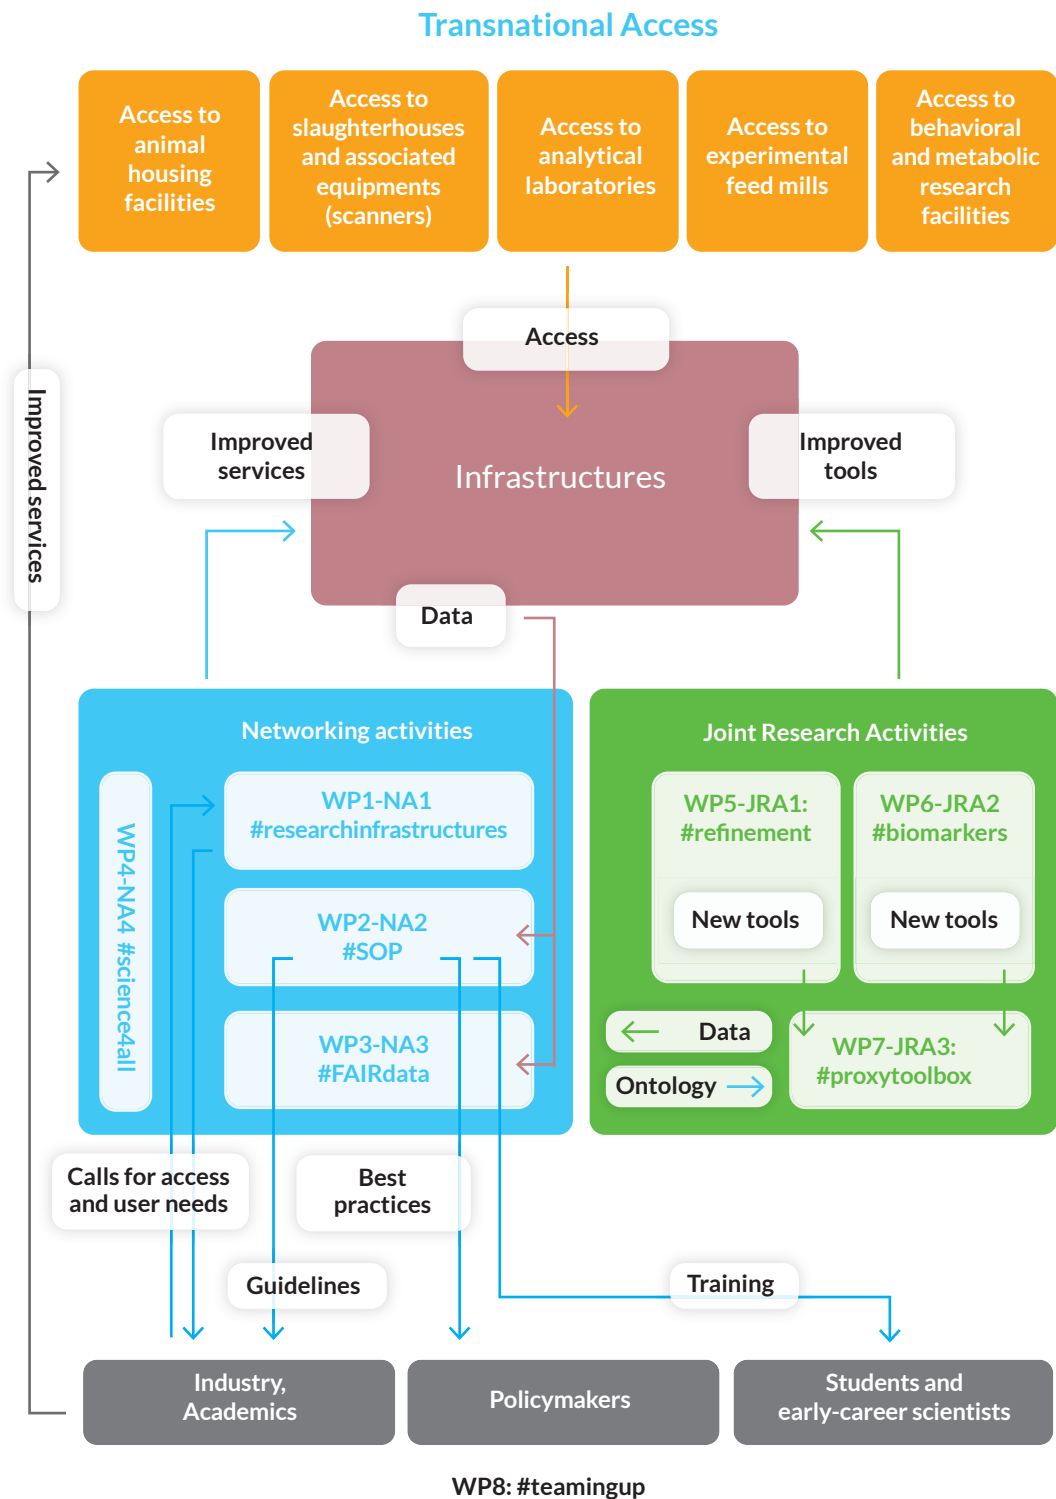 Transnational Access
Access to
animal
housing
facilities
Access to
slaughterhouses
and associated
equipments
(scanners)
Access to
analytical
laboratories
Access to
experimental
feed mills
Access to
behavioral
and metabolic
research
facilities
Access
Improved
services
Improved
tools
Infrastructures
Improved services
Data
Networking activities
WP4-NA4 #science4all
WP1-NA1
#researchinfrastructures
WP2-NA2
#SOP
WP3-NA3
#FAIRdata
Joint Research Activities
WP5-JRA1:
#refinement
WP6-JRA2
#biomarkers
New tools
New tools
Data
Ontology
WP7-JRA3:
#proxytoolbox
Calls for access
and user needs
Best
practices
Guidelines
Training
Industry,
Academics
Policymakers
Students and
early-career scientists
WP8: #teamingup